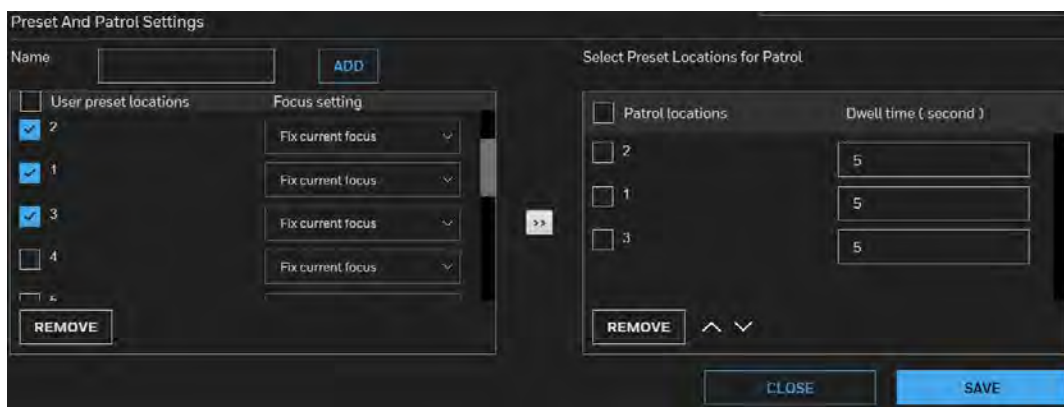 Preset And Patrol Settings
Name
ADD
Select Preset Locations for Patrol
User preset locations Focus setting
2 Fix current focus
1 Fix current focus
3 Fix current focus
4 Fix current focus
REMOVE
>>
Patrol locations Dwell time ( second )
2 5
1 5
3 5
REMOVE
CLOSE SAVE